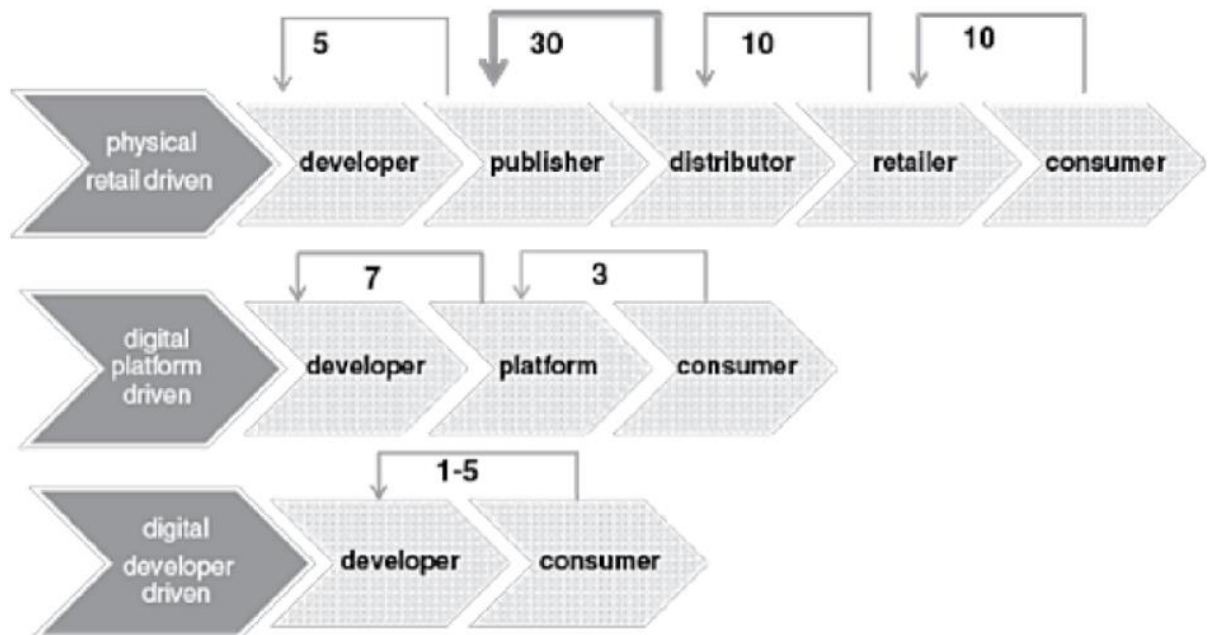 5
30
10
10
physical
retail driven
developer
publisher
distributor
retailer
consumer
7
3
digital
platform
driven
developer
platform
consumer
1-5
digital
developer
driven
developer
consumer